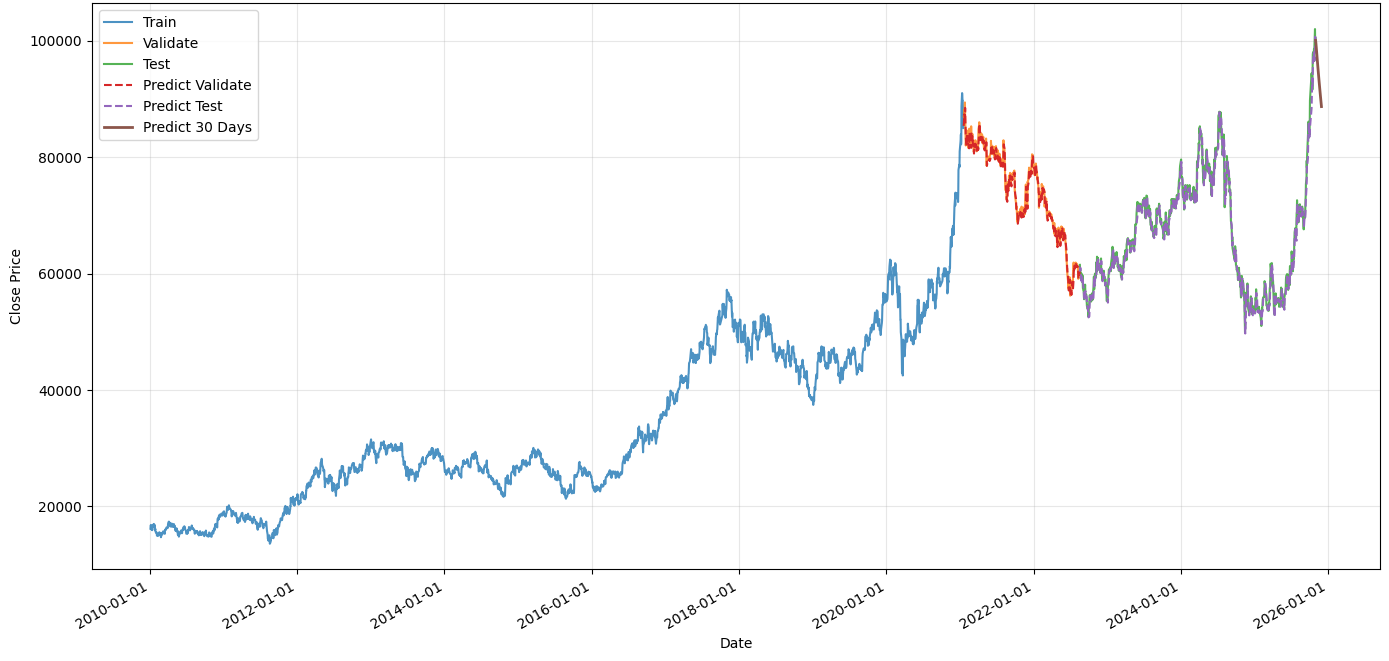 Train
Validate
Test
Predict Validate
Predict Test
Predict 30 Days
Close Price
100000
80000
60000
40000
20000
2010-01-01
2012-01-01
2014-01-01
2016-01-01
2018-01-01
2020-01-01
2022-01-01
2024-01-01
2026-01-01
Date